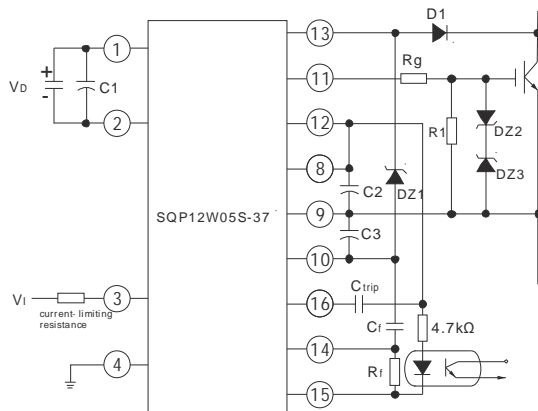 D1
13
1
Rg
11
+
VD
C1
-
R1
DZ2
12
2
DZ3
8
C2
DZ1
SQP12W05S-37
9
C3
10
Ctrip
VI
3
16
current- limiting
resistance
Cf
4.7kΩ
14
4
Rf
15